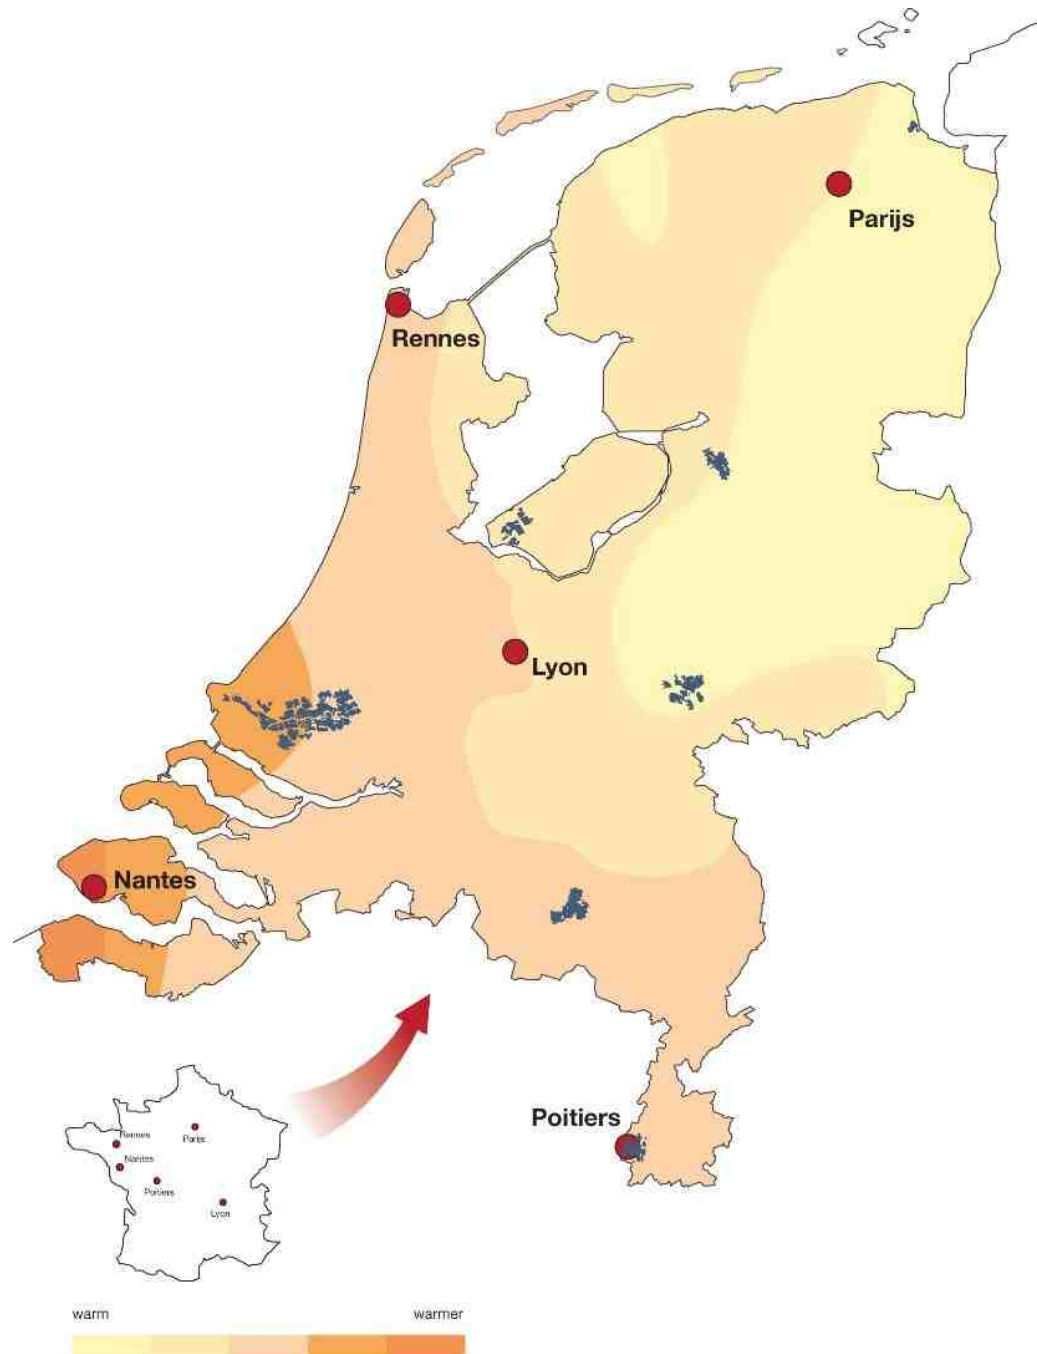 Parijs
Rennes
Lyon
Nantes
Poitiers
Rennes
Parijs
Nantes
Poitiers
Lyon
warm
warmer